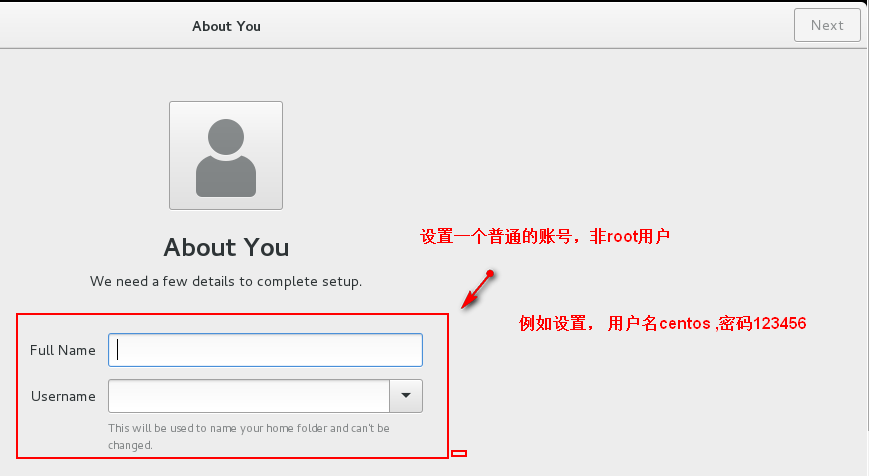 About You
Next
About You
We need a few details to complete setup.
设置一个普通的账号，非root用户
例如设置， 用户名centos ,密码123456
Full Name
Username
This will be used to name your home folder and can't be
changed.